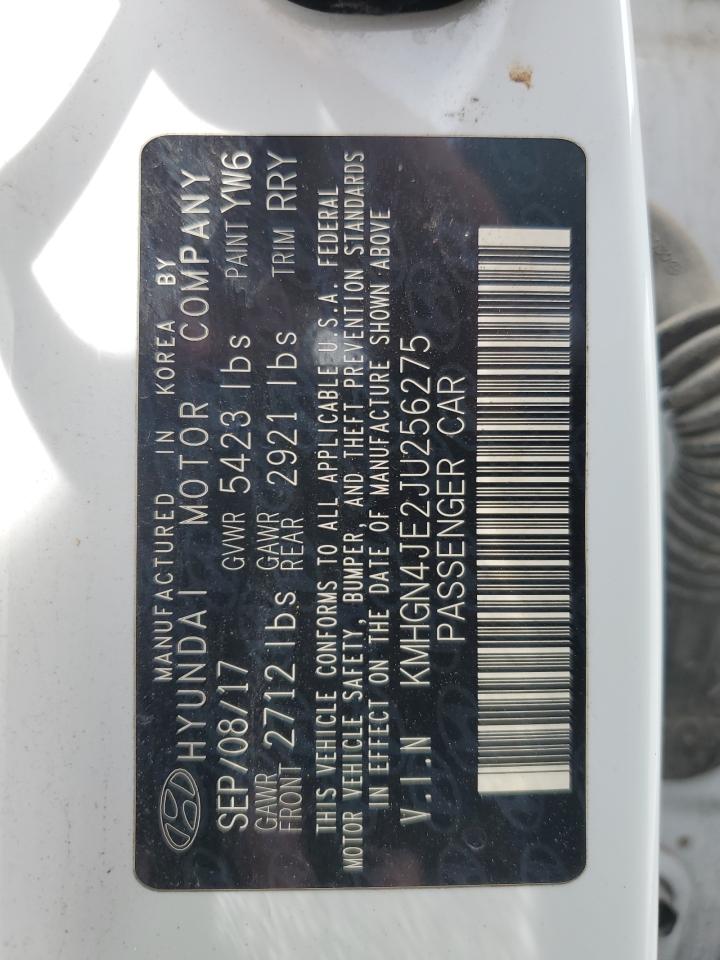 MANUFACTURED IN KOREA BY
HYUNDAI MOTOR COMPANY
SEP/08/17 GVWR 5423 lbs PAINT YW6
GAWR FRONT 2712 lbs GAWR REAR 2921 lbs TRIM RRY
THIS VEHICLE CONFORMS TO ALL APPLICABLE U.S.A. FEDERAL
MOTOR VEHICLE SAFETY, BUMPER, AND THEFT PREVENTION STANDARDS
IN EFFECT ON THE DATE OF MANUFACTURE SHOWN ABOVE
V.I.N KMHGN4JE2JU256275
PASSENGER CAR